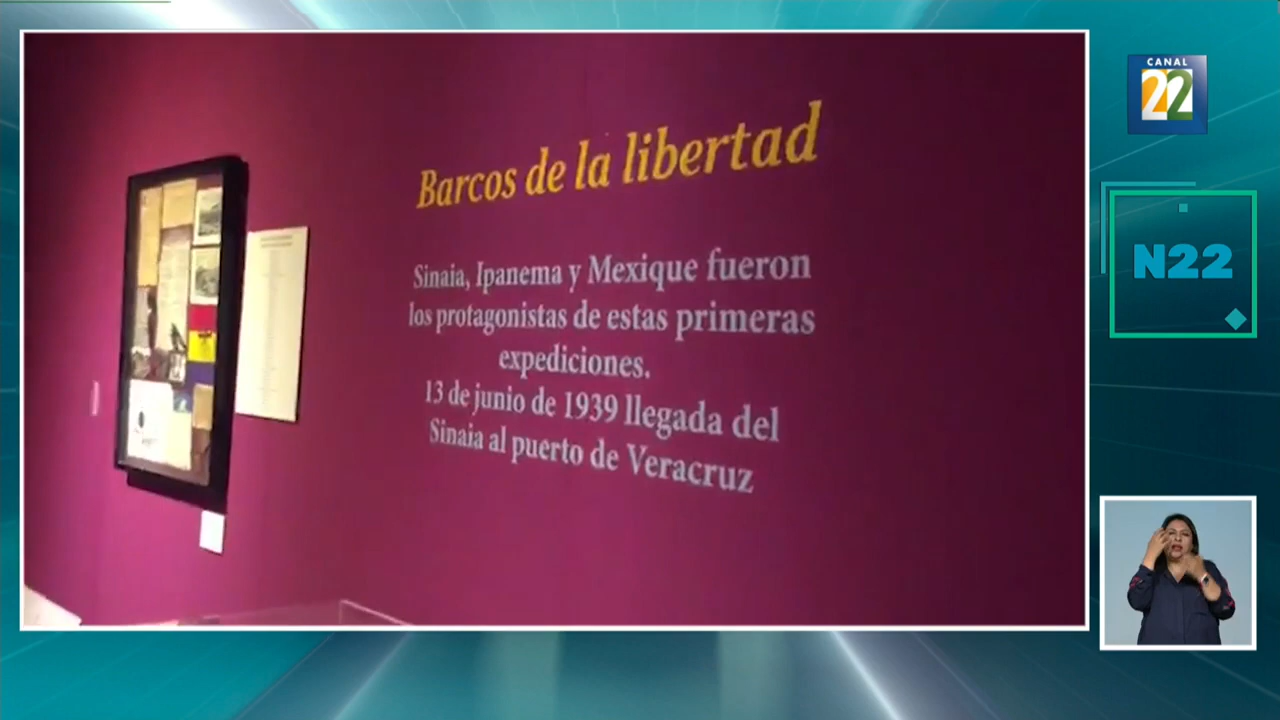 Barcos de la libertad
Sinaia, Ipanema y Mexique fueron
los protagonistas de estas primeras
expediciones.
13 de junio de 1939 llegada del
Sinaia al puerto de Veracruz
CANAL
22
N22